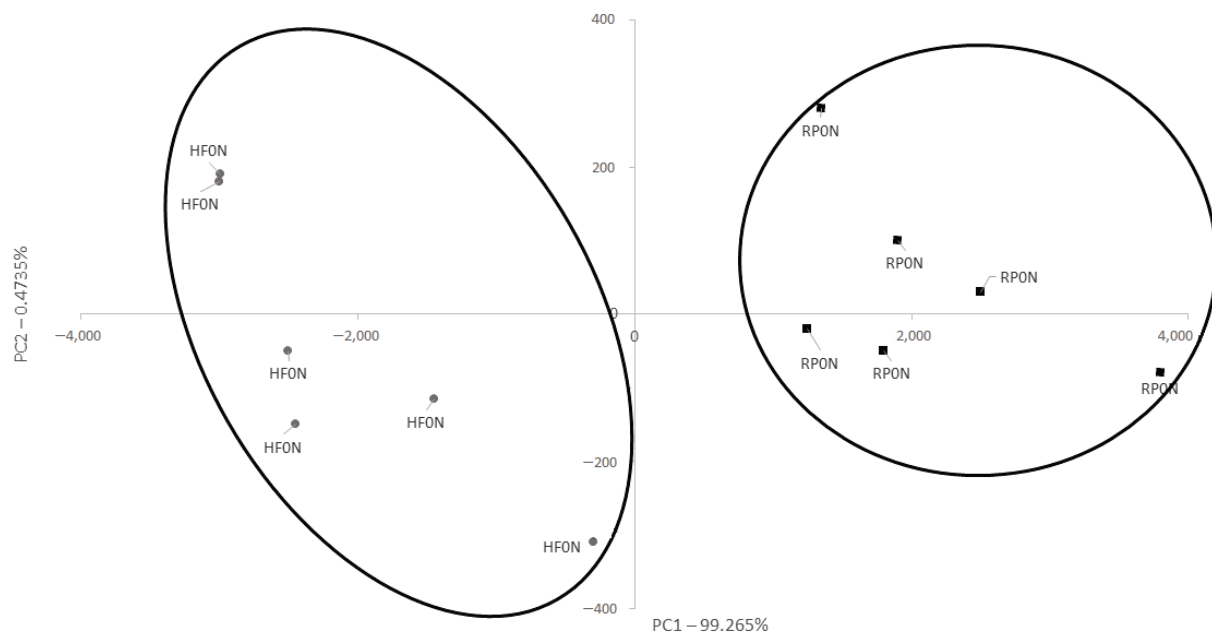 400
RP0N
HF0N
200
HF0N
RP0N
RP0N
0
−4,000
−2,000
0
2,000
4,000
PC2 – 0.4735%
HF0N
RP0N
RP0N
RP0N
HF0N
HF0N
−200
HF0N
−400
PC1 – 99.265%